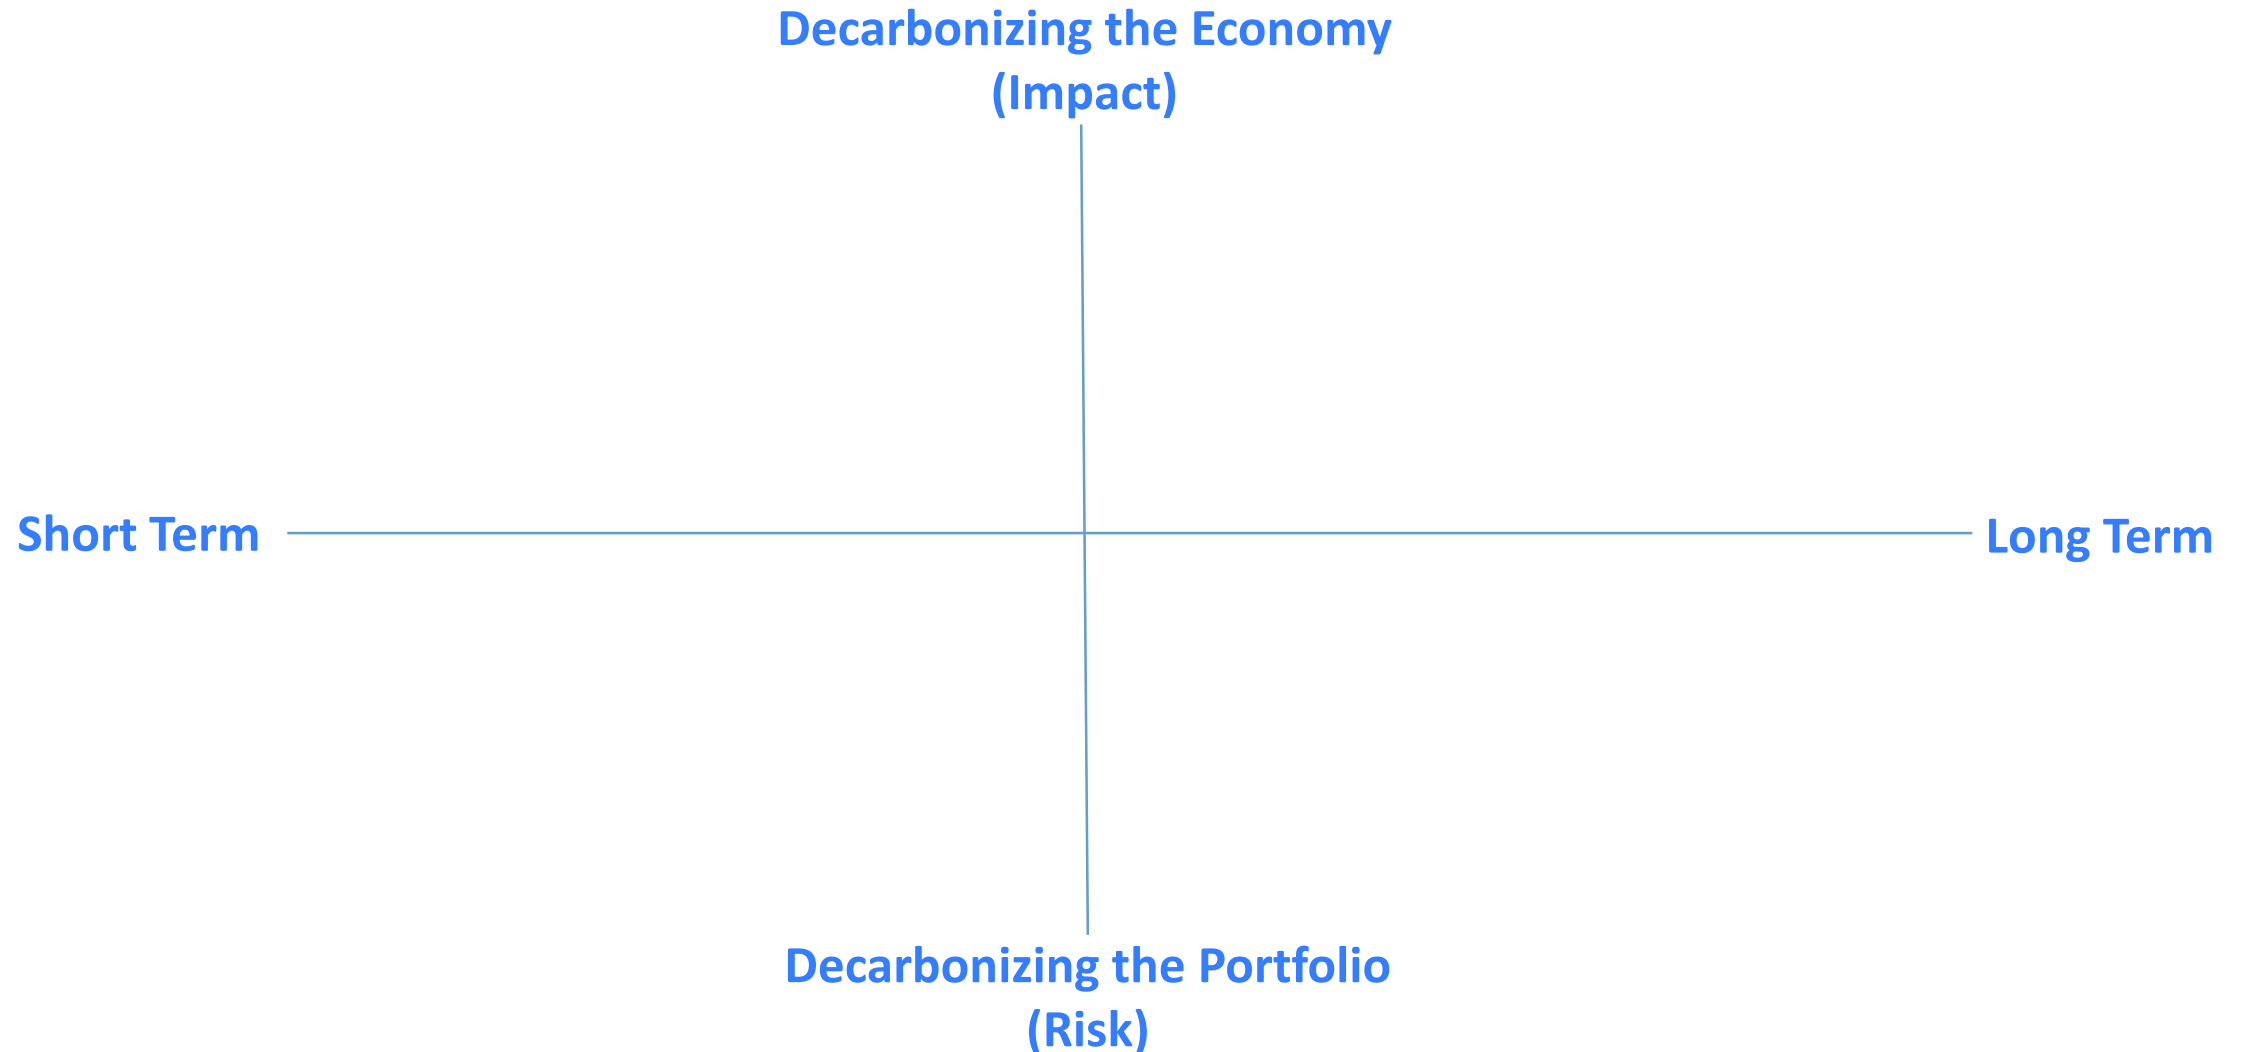 Decarbonizing the Economy
(Impact)
Short Term
Long Term
Decarbonizing the Portfolio
(Risk)